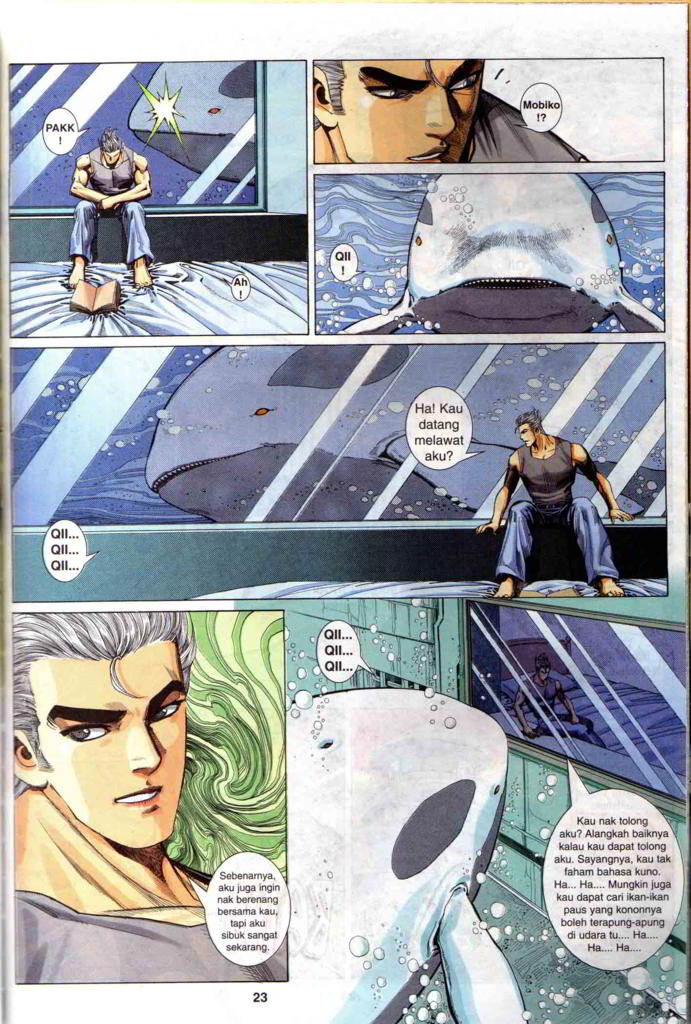 PAKK
!
Ah
!
Mobiko
!?
QII
!
Ha! Kau
datang
melawat
aku?
QII...
QII...
QII...
Sebenarnya,
aku juga ingin
nak berenang
bersama kau,
tapi aku
sibuk sangat
sekarang.
QII...
QII...
QII...
Kau nak tolong
aku? Alangkah baiknya
kalau kau dapat tolong
aku. Sayangnya, kau tak
faham bahasa kuno.
Ha... Ha.... Mungkin juga
kau dapat cari ikan-ikan
paus yang kononnya
boleh terapung-apung
di udara tu.... Ha....
Ha.... Ha....
23